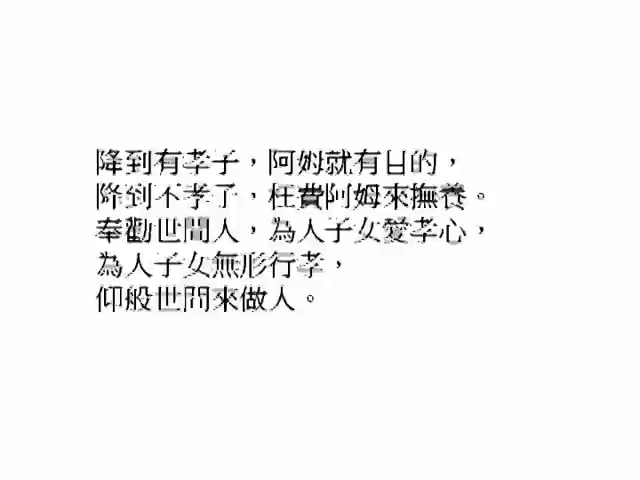 降到有孝子，阿姆就有目的，
降到不孝子，枉費阿姆來撫養。
奉勸世間人，為人子女愛孝心，
為人子女無形行孝，
仰般世間來做人。